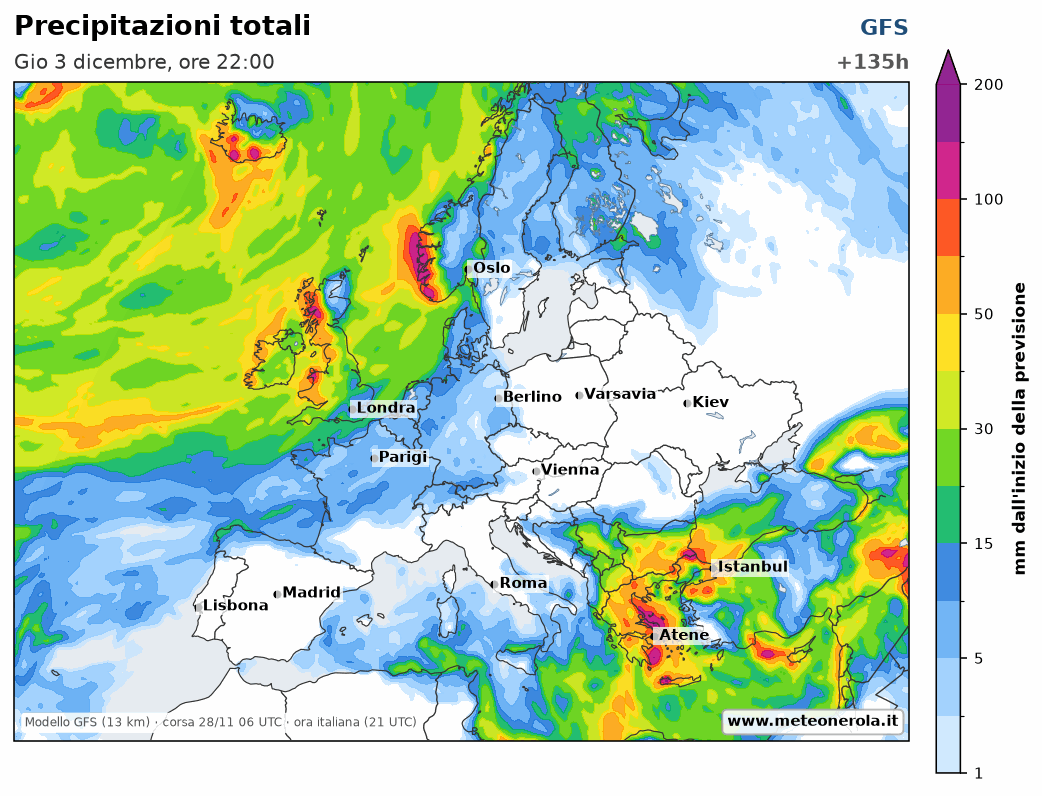 Precipitazioni totali
GFS
Gio 3 dicembre, ore 22:00
+135h
200
100
50
30
15
5
1
mm dall'inizio della previsione
Oslo
Londra
Berlino
Varsavia
Kiev
Parigi
Vienna
Istanbul
Roma
Madrid
Lisbona
Atene
Modello GFS (13 km) · corsa 28/11 06 UTC · ora italiana (21 UTC)
www.meteonerola.it